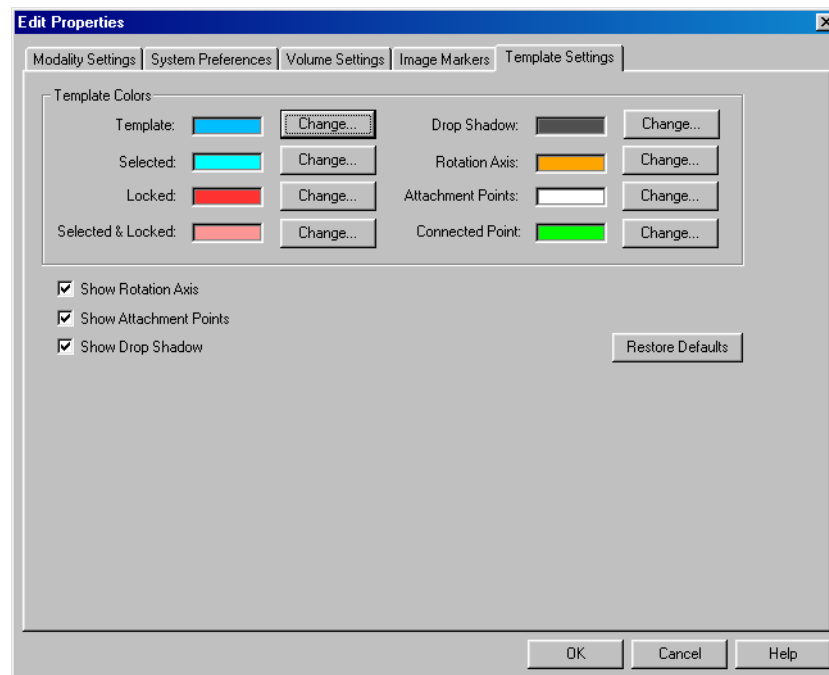 Edit Properties
Modality Settings System Preferences Volume Settings Image Markers Template Settings
Template Colors
Template: Change... Drop Shadow: Change...
Selected: Change... Rotation Axis: Change...
Locked: Change... Attachment Points: Change...
Selected & Locked: Change... Connected Point: Change...
Show Rotation Axis
Show Attachment Points
Show Drop Shadow Restore Defaults
OK Cancel Help